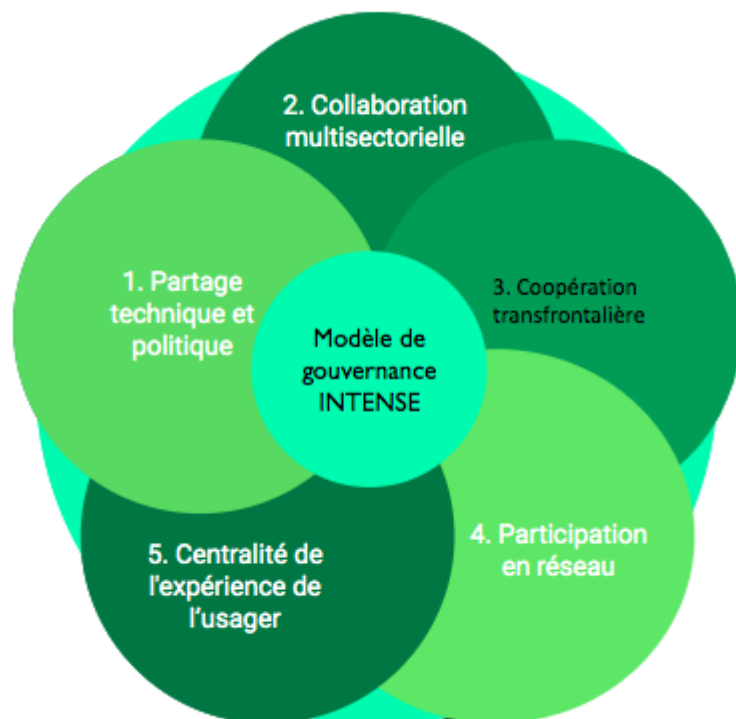 2. Collaboration
multisectorielle
1. Partage
technique et
politique
3. Coopération
transfrontalière
Modèle de
gouvernance
INTENSE
4. Participation
en réseau
5. Centralité de
l'expérience de
l’usager